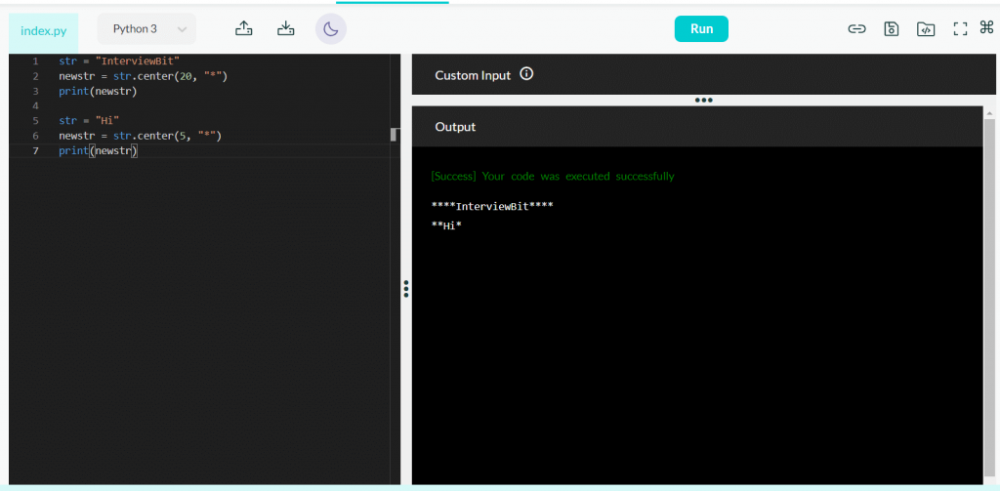 index.py
Python 3
Run
1 str = "InterviewBit"
2 newstr = str.center(20, "*")
3 print(newstr)
4
5 str = "Hi"
6 newstr = str.center(5, "*")
7 print(newstr)
Custom Input
Output
[Success] Your code was executed successfully
****InterviewBit****
**Hi*